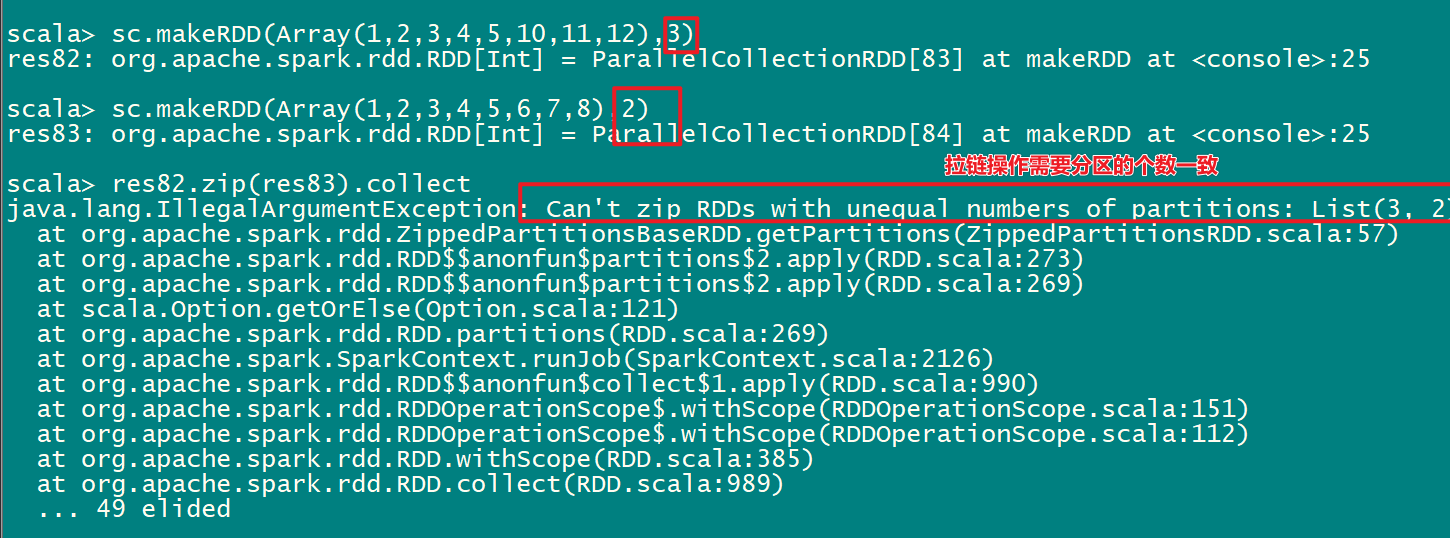 scala> sc.makeRDD(Array(1,2,3,4,5,10,11,12),3)
res82: org.apache.spark.rdd.RDD[Int] = ParallelCollectionRDD[83] at makeRDD at <console>:25
scala> sc.makeRDD(Array(1,2,3,4,5,6,7,8),2)
res83: org.apache.spark.rdd.RDD[Int] = ParallelCollectionRDD[84] at makeRDD at <console>:25
拉链操作需要分区的个数一致
scala> res82.zip(res83).collect
java.lang.IllegalArgumentException: Can't zip RDDs with unequal numbers of partitions: List(3, 2)
  at org.apache.spark.rdd.ZippedPartitionsBaseRDD.getPartitions(ZippedPartitionsRDD.scala:57)
  at org.apache.spark.rdd.RDD$$anonfun$partitions$2.apply(RDD.scala:273)
  at org.apache.spark.rdd.RDD$$anonfun$partitions$2.apply(RDD.scala:269)
  at scala.Option.getOrElse(Option.scala:121)
  at org.apache.spark.rdd.RDD.partitions(RDD.scala:269)
  at org.apache.spark.SparkContext.runJob(SparkContext.scala:2126)
  at org.apache.spark.rdd.RDD$$anonfun$collect$1.apply(RDD.scala:990)
  at org.apache.spark.rdd.RDDOperationScope$.withScope(RDDOperationScope.scala:151)
  at org.apache.spark.rdd.RDDOperationScope$.withScope(RDDOperationScope.scala:112)
  at org.apache.spark.rdd.RDD.withScope(RDD.scala:385)
  at org.apache.spark.rdd.RDD.collect(RDD.scala:989)
  ... 49 elided